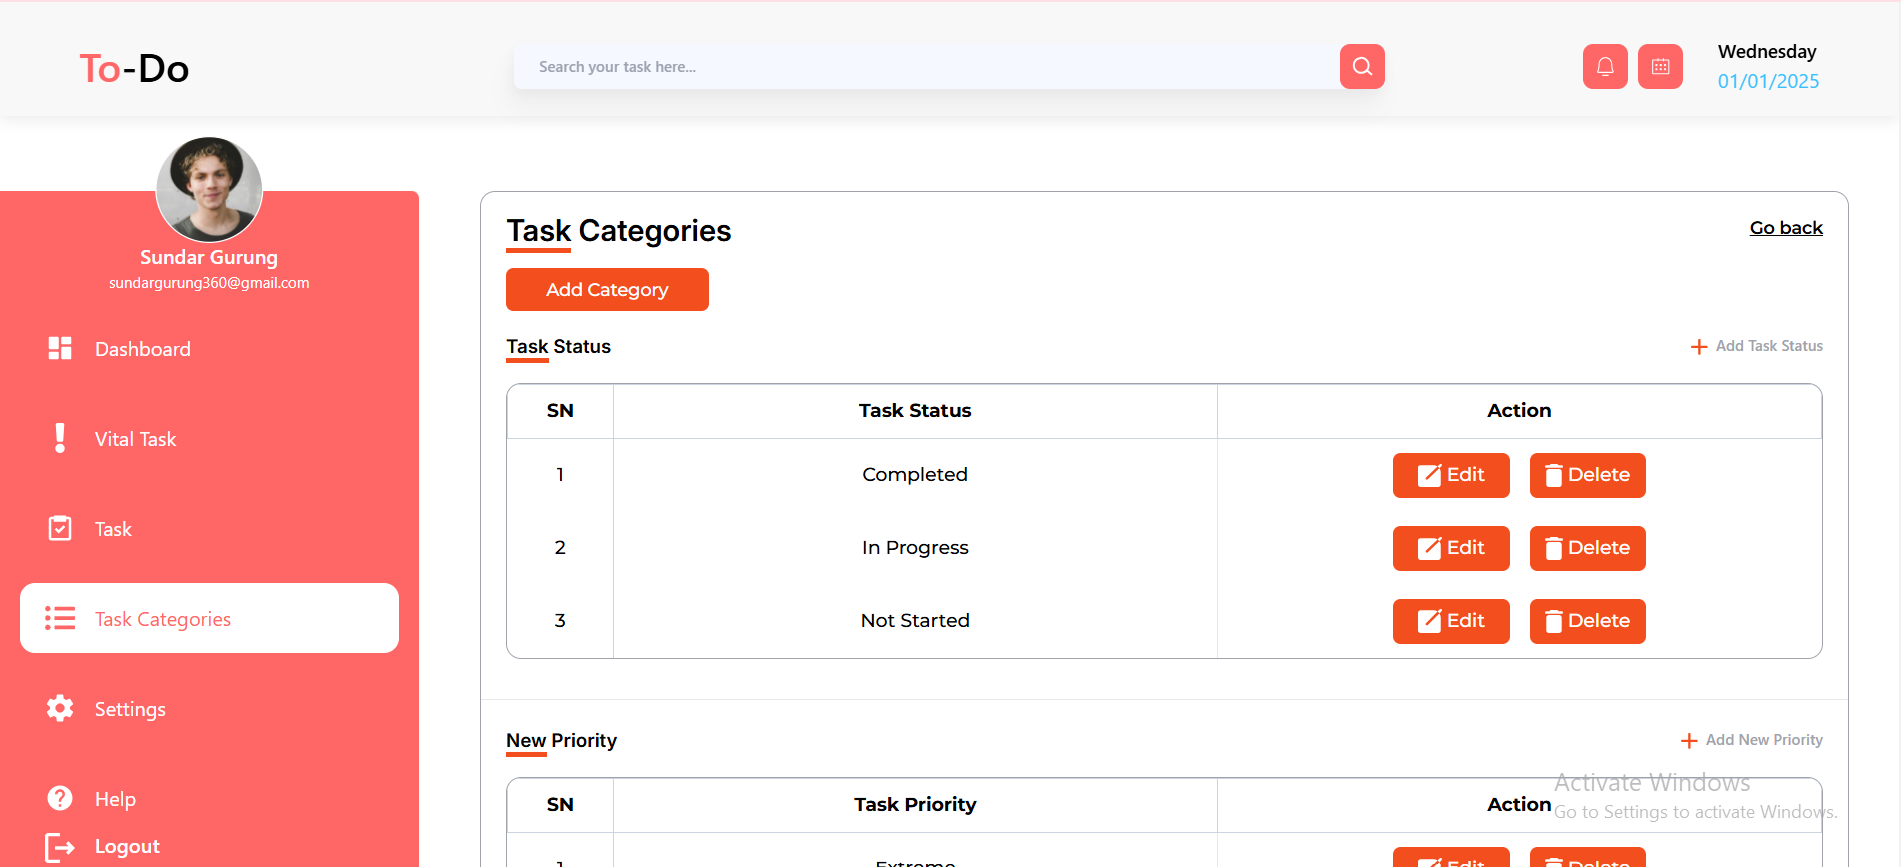 To-Do
Search your task here...
Wednesday
01/01/2025
Sundar Gurung
sundargurung360@gmail.com
Dashboard
Vital Task
Task
Task Categories
Settings
Help
Logout
Task Categories
Go back
Add Category
Task Status
Add Task Status
SN Task Status Action
1 Completed Edit Delete
2 In Progress Edit Delete
3 Not Started Edit Delete
New Priority
Add New Priority
SN Task Priority Action
1 Extreme Edit Delete
Activate Windows
Go to Settings to activate Windows.